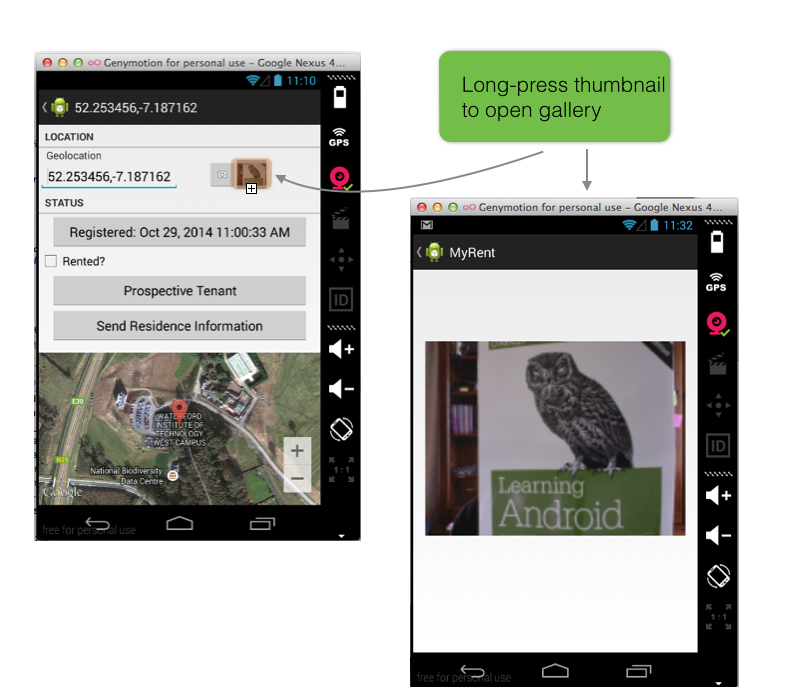 Long-press thumbnail
to open gallery
Genymotion for personal use – Google Nexus 4...
11:10
52.253456,-7.187162
LOCATION
Geolocation
52.253456,-7.187162
STATUS
Registered: Oct 29, 2014 11:00:33 AM
Rented?
Prospective Tenant
Send Residence Information
E30
WATERFORD
INSTITUTE OF
TECHNOLOGY
WEST CAMPUS
N25
National Biodiversity
Data Centre
+
−
Google
free for personal use
GPS
ID
+
−
1:1
Genymotion for personal use – Google Nexus 4...
11:32
MyRent
Learning
Android
free for personal use
GPS
ID
+
−
1:1